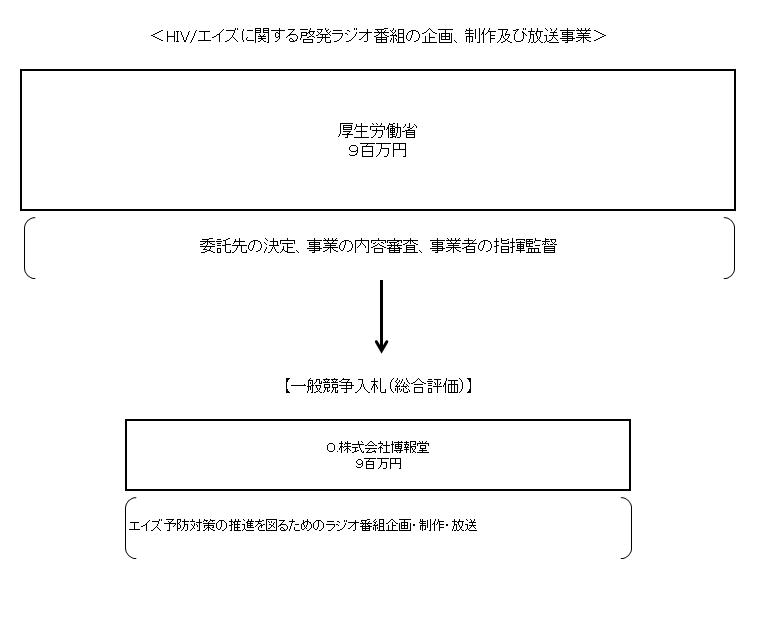 ＜HIV/エイズに関する啓発ラジオ番組の企画、制作及び放送事業＞
厚生労働省
９百万円
委託先の決定、事業の内容審査、事業者の指揮監督
【一般競争入札（総合評価）】
O.株式会社博報堂
９百万円
エイズ予防対策の推進を図るためのラジオ番組企画・制作・放送